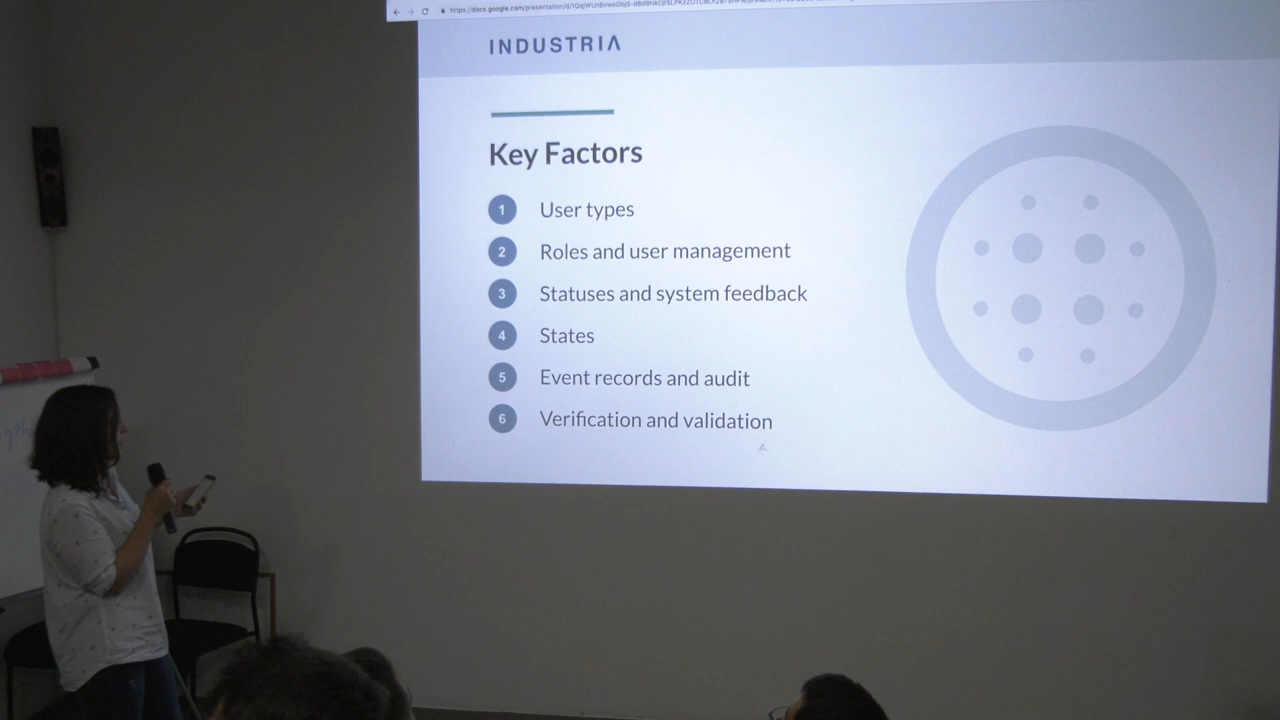 INDUSTRIA
Key Factors
1 User types
2 Roles and user management
3 Statuses and system feedback
4 States
5 Event records and audit
6 Verification and validation